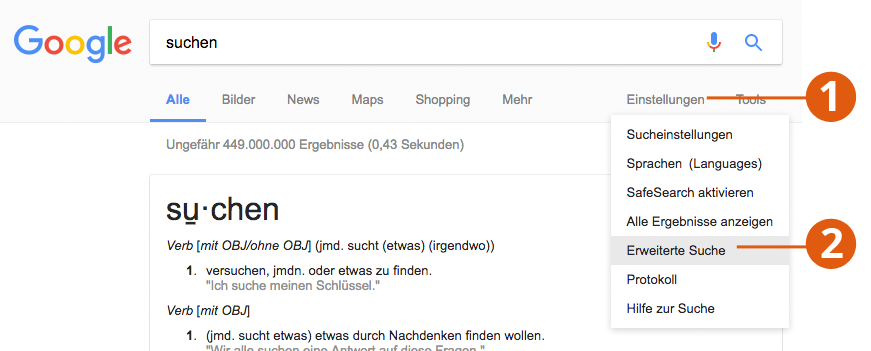 Google
suchen
Alle Bilder News Maps Shopping Mehr Einstellungen Tools
1
Ungefähr 449.000.000 Ergebnisse (0,43 Sekunden)
Sucheinstellungen
Sprachen (Languages)
SafeSearch aktivieren
Alle Ergebnisse anzeigen
Erweiterte Suche
2
Protokoll
Hilfe zur Suche
su̱·chen
Verb [mit OBJ/ohne OBJ] (jmd. sucht (etwas) (irgendwo))
1. versuchen, jmdn. oder etwas zu finden.
"Ich suche meinen Schlüssel."
Verb [mit OBJ]
1. (jmd. sucht etwas) etwas durch Nachdenken finden wollen.
"Wir alle suchen eine Antwort auf diese Fragen."